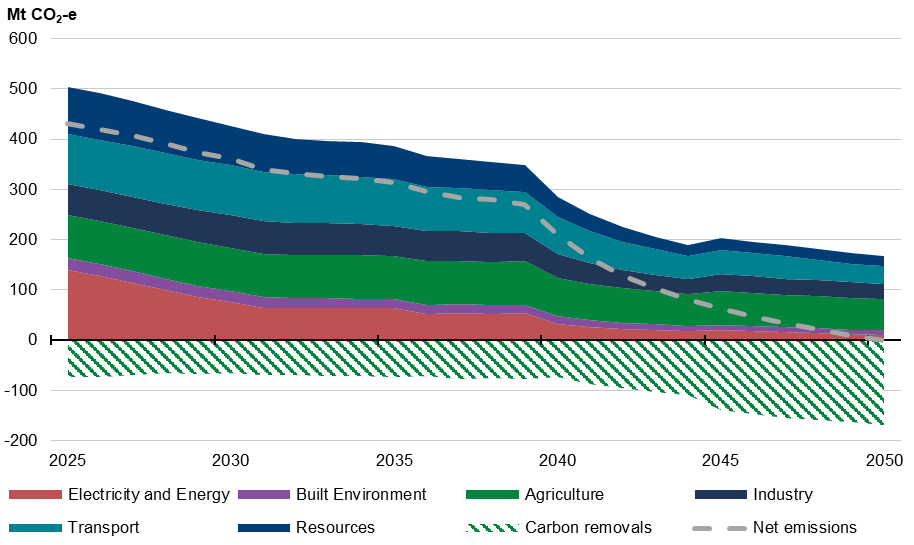 Mt CO₂-e
600
500
400
300
200
100
0
-100
-200
2025 2030 2035 2040 2045 2050
Electricity and Energy Built Environment Agriculture Industry
Transport Resources Carbon removals Net emissions